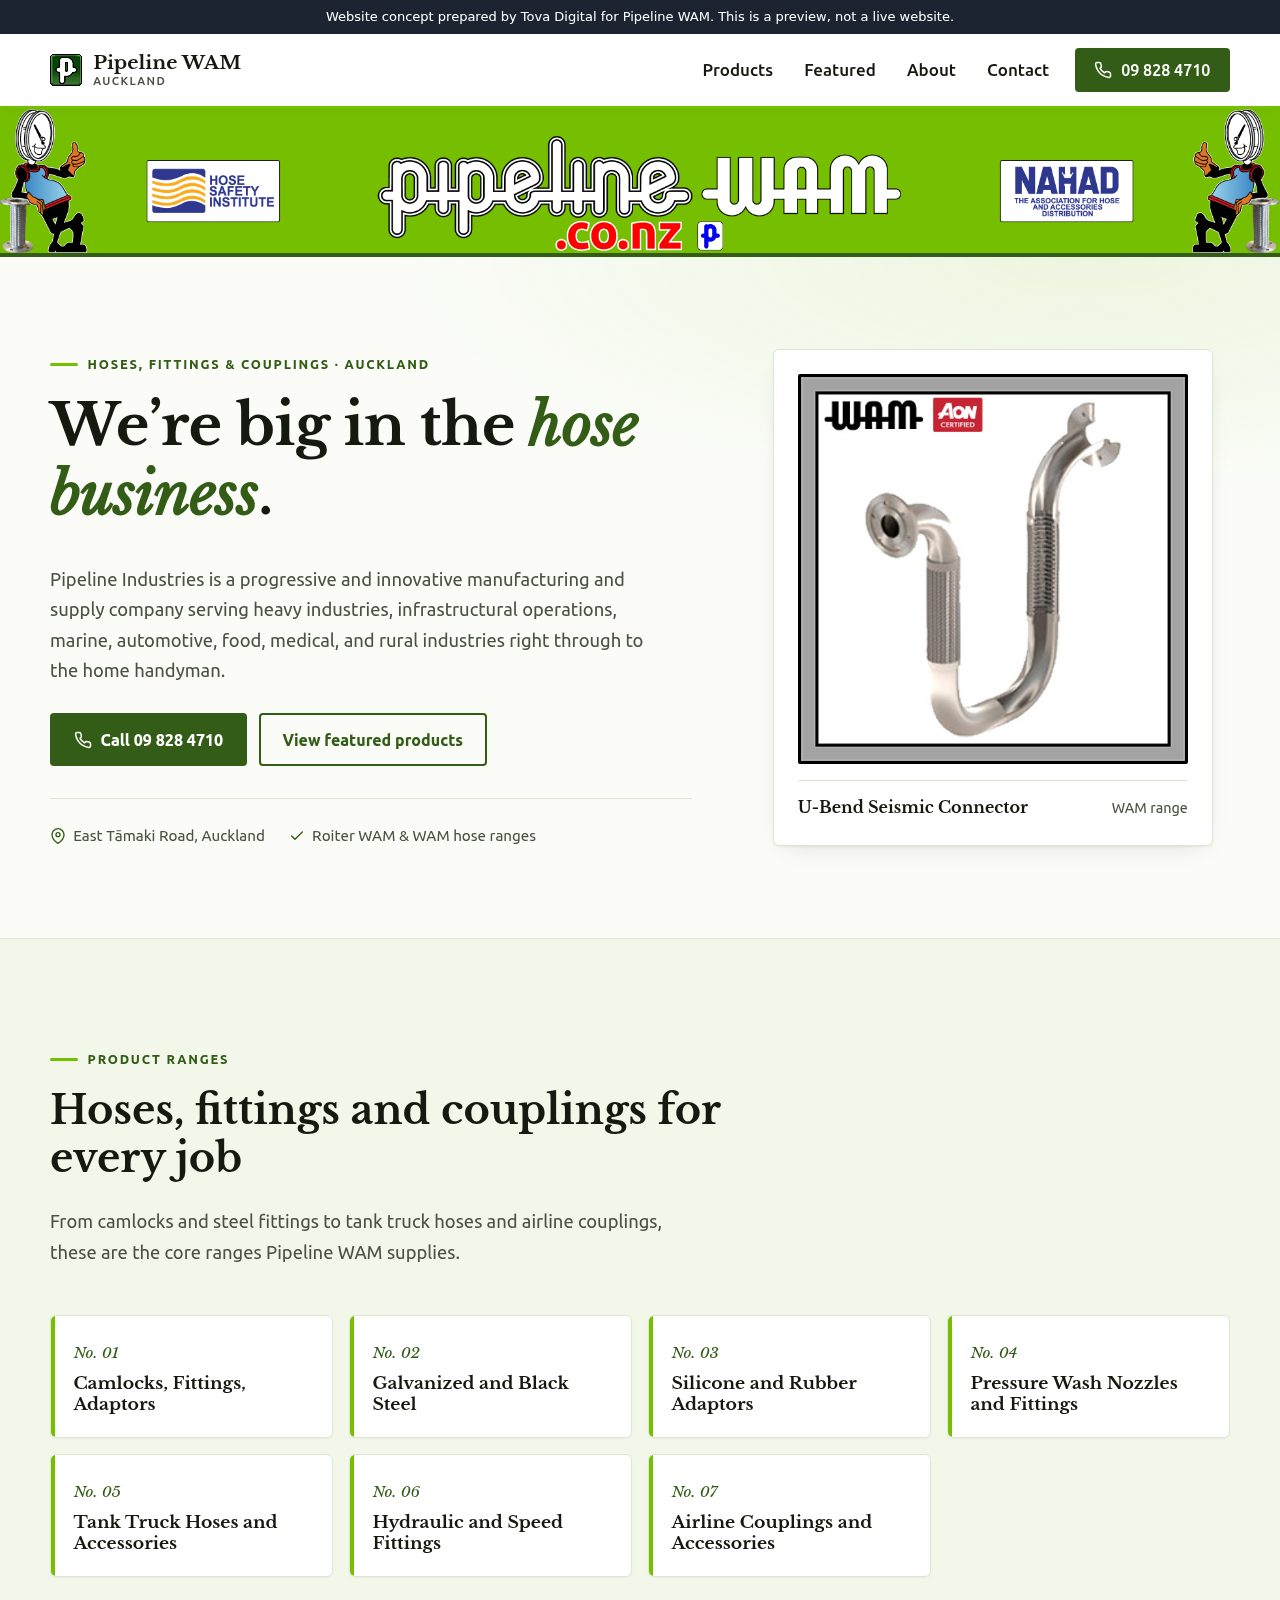 Website concept prepared by Tova Digital for Pipeline WAM. This is a preview, not a live website.
Pipeline WAM
AUCKLAND
Products
Featured
About
Contact
09 828 4710
HOSE
SAFETY
INSTITUTE
pipeline wam
.co.nz
p
NAHAD
THE ASSOCIATION FOR HOSE
AND ACCESSORIES
DISTRIBUTION
HOSES, FITTINGS & COUPLINGS · AUCKLAND
We’re big in the hose
business.
Pipeline Industries is a progressive and innovative manufacturing and
supply company serving heavy industries, infrastructural operations,
marine, automotive, food, medical, and rural industries right through to
the home handyman.
Call 09 828 4710
View featured products
East Tāmaki Road, Auckland
Roiter WAM & WAM hose ranges
WAM
AON
CERTIFIED
U-Bend Seismic Connector
WAM range
PRODUCT RANGES
Hoses, fittings and couplings for
every job
From camlocks and steel fittings to tank truck hoses and airline couplings,
these are the core ranges Pipeline WAM supplies.
No. 01
Camlocks, Fittings,
Adaptors
No. 02
Galvanized and Black
Steel
No. 03
Silicone and Rubber
Adaptors
No. 04
Pressure Wash Nozzles
and Fittings
No. 05
Tank Truck Hoses and
Accessories
No. 06
Hydraulic and Speed
Fittings
No. 07
Airline Couplings and
Accessories